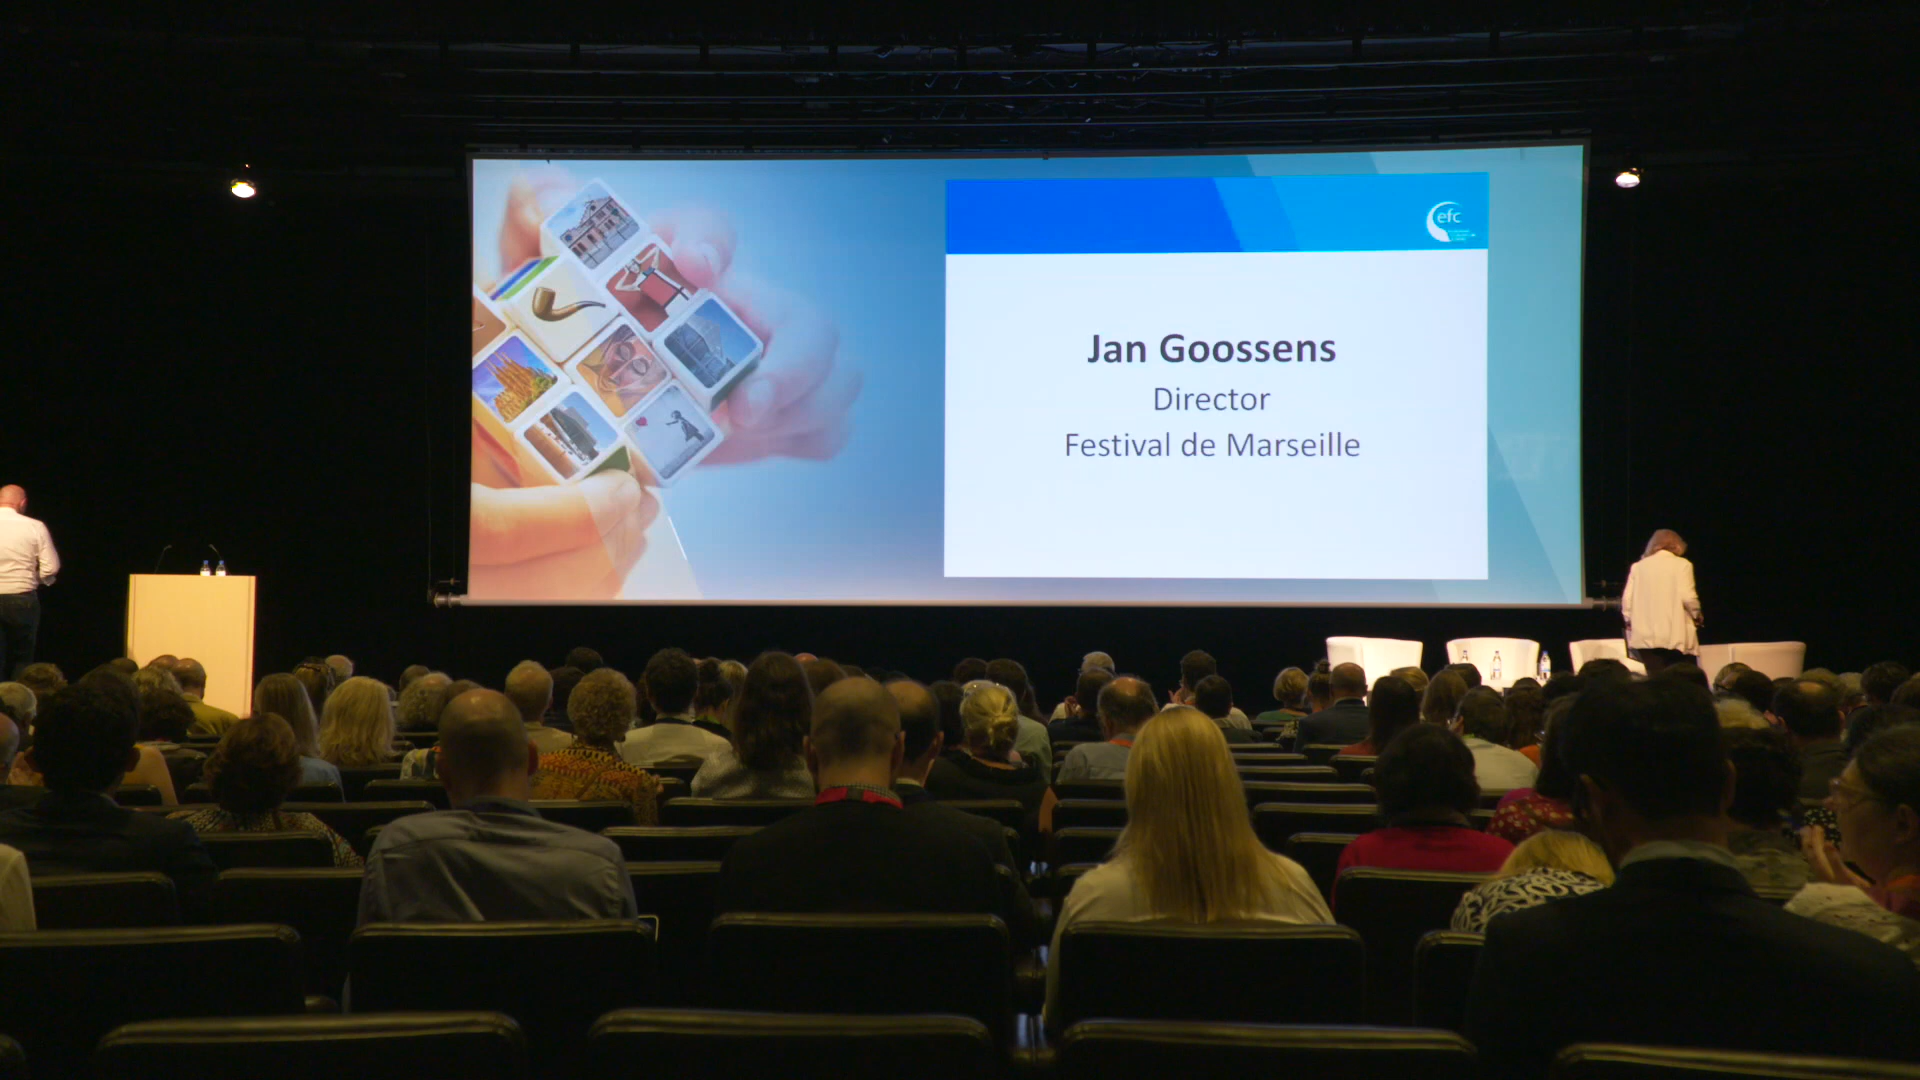 efc
Jan Goossens
Director
Festival de Marseille